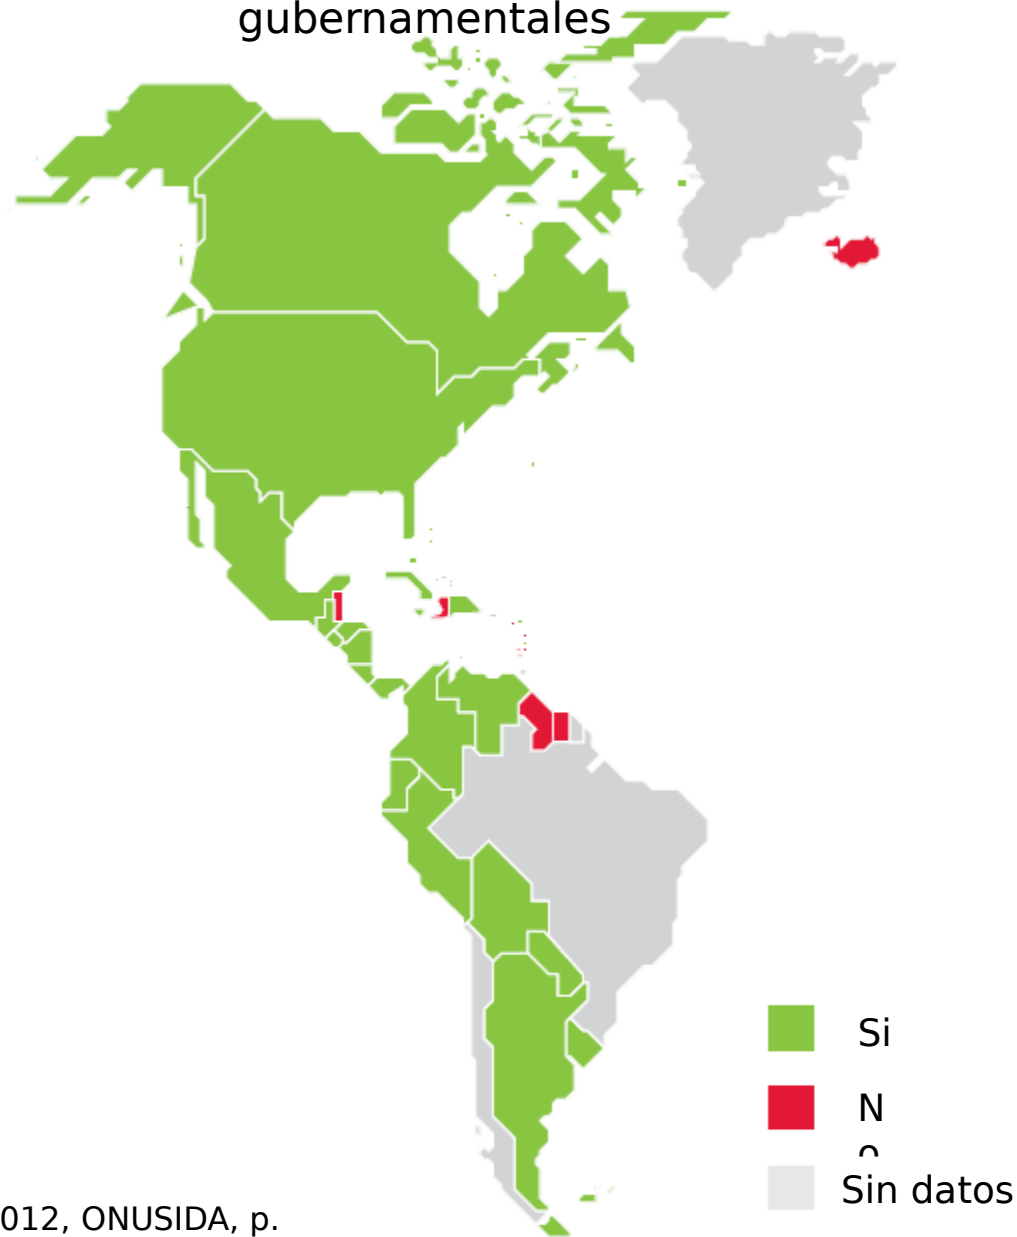 gubernamentales
Si
N
o
Sin datos
012, ONUSIDA, p.